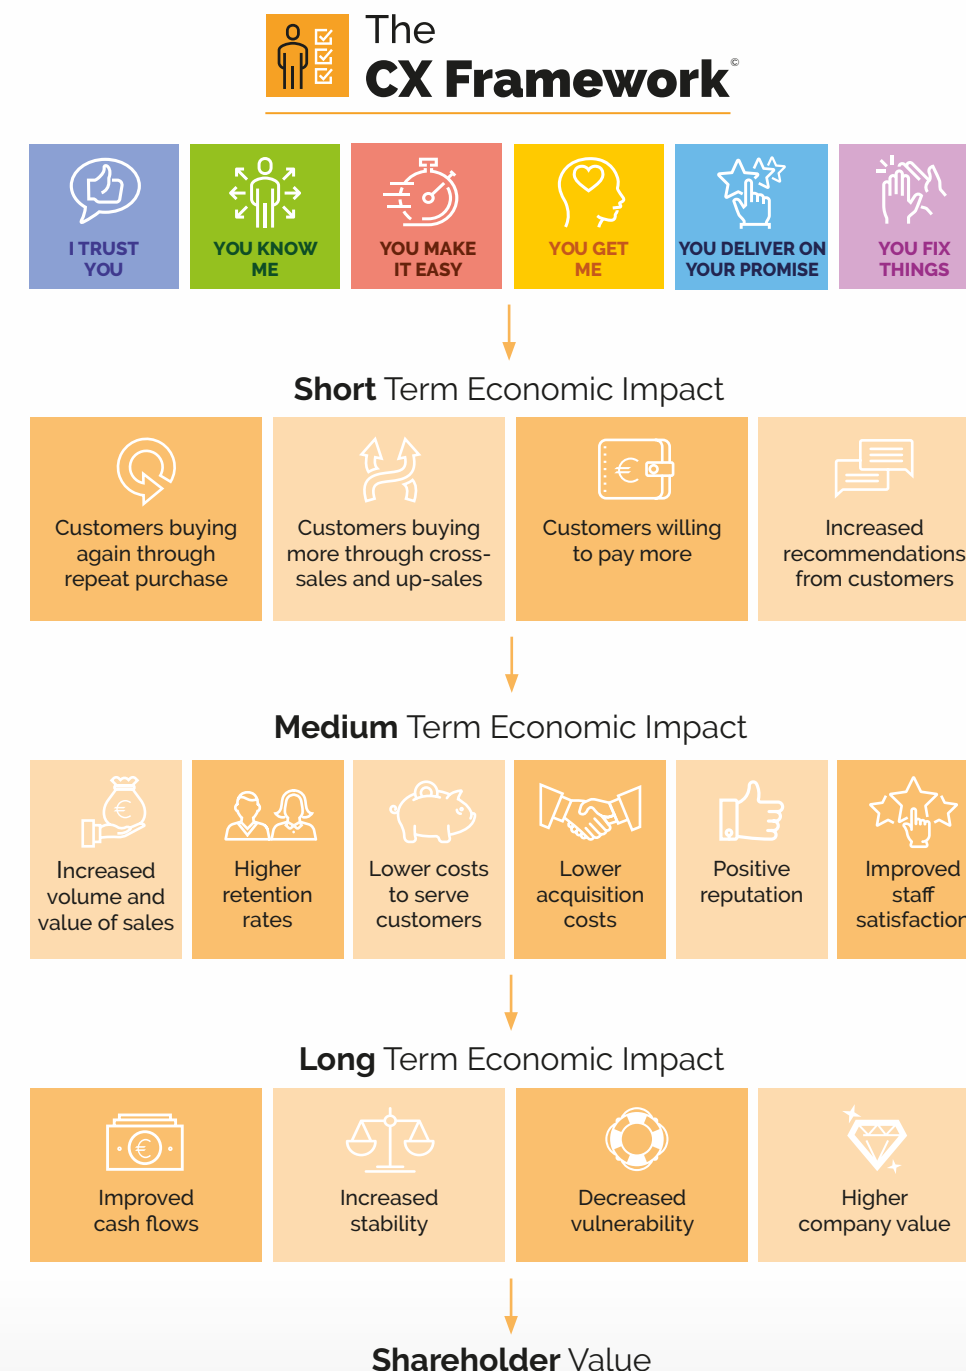 The
CX Framework©
I TRUST
YOU
YOU KNOW
ME
YOU MAKE
IT EASY
YOU GET
ME
YOU DELIVER ON
YOUR PROMISE
YOU FIX
THINGS
Short Term Economic Impact
Customers buying
again through
repeat purchase
Customers buying
more through cross-
sales and up-sales
€
Customers willing
to pay more
Increased
recommendations
from customers
Medium Term Economic Impact
€
Increased
volume and
value of sales
Higher
retention
rates
Lower costs
to serve
customers
Lower
acquisition
costs
Positive
reputation
Improved
staff
satisfaction
Long Term Economic Impact
€
Improved
cash flows
Increased
stability
Decreased
vulnerability
Higher
company value
Shareholder Value